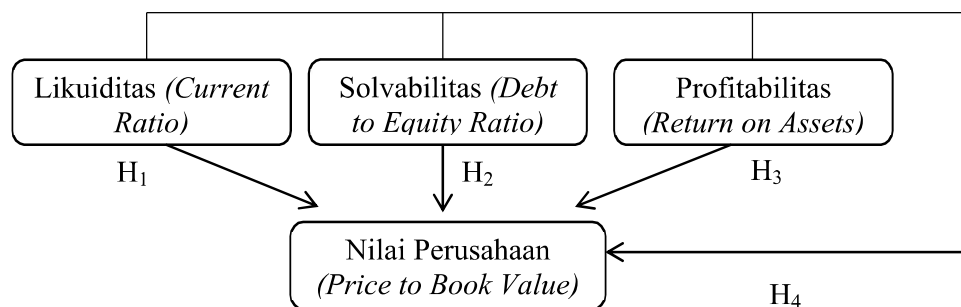 Likuiditas (Current
Ratio)
Solvabilitas (Debt
to Equity Ratio)
Profitabilitas
(Return on Assets)
H1
H2
H3
Nilai Perusahaan
(Price to Book Value)
H4